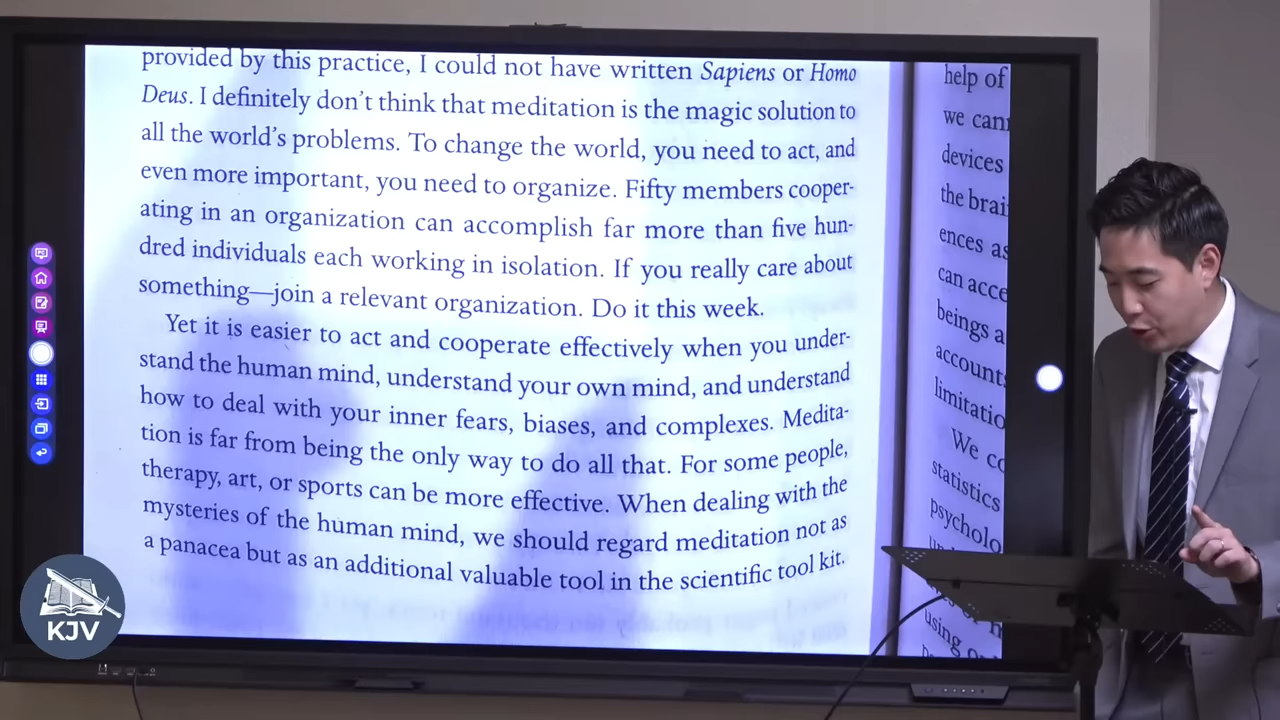 provided by this practice, I could not have written Sapiens or Homo
Deus. I definitely don't think that meditation is the magic solution to
all the world's problems. To change the world, you need to act, and
even more important, you need to organize. Fifty members cooper-
ating in an organization can accomplish far more than five hun-
dred individuals each working in isolation. If you really care about
something—join a relevant organization. Do it this week.
Yet it is easier to act and cooperate effectively when you under-
stand the human mind, understand your own mind, and understand
how to deal with your inner fears, biases, and complexes. Medita-
tion is far from being the only way to do all that. For some people,
therapy, art, or sports can be more effective. When dealing with the
mysteries of the human mind, we should regard meditation not as
a panacea but as an additional valuable tool in the scientific tool kit.
help of
we can
devices
the brai
ences as
can acce
beings a
account
limitatio
We co
statistics
psycholo
using o
KJV